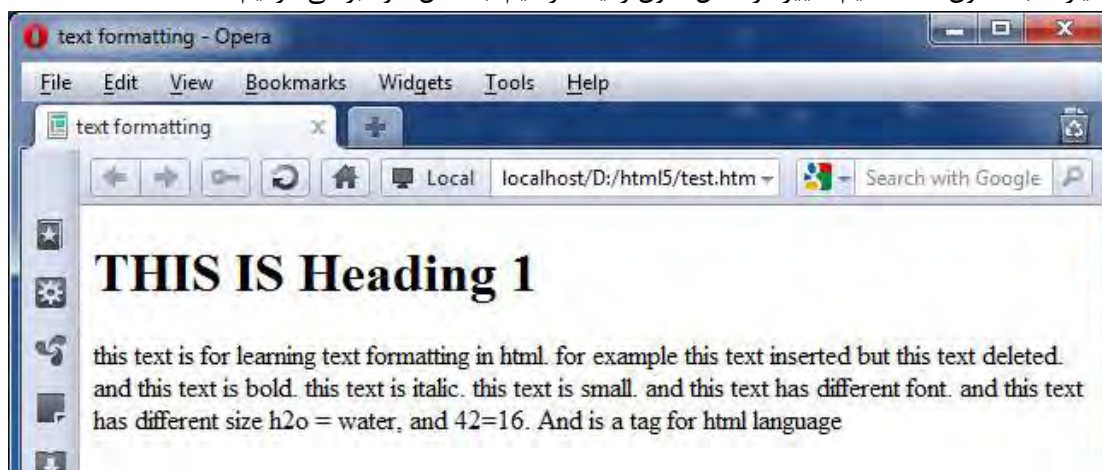 text formatting - Opera
File Edit View Bookmarks Widgets Tools Help
text formatting
Local localhost/D:/html5/test.htm Search with Google
THIS IS Heading 1
this text is for learning text formatting in html. for example this text inserted but this text deleted.
and this text is bold. this text is italic. this text is small. and this text has different font. and this text
has different size h2o = water, and 42=16. And is a tag for html language